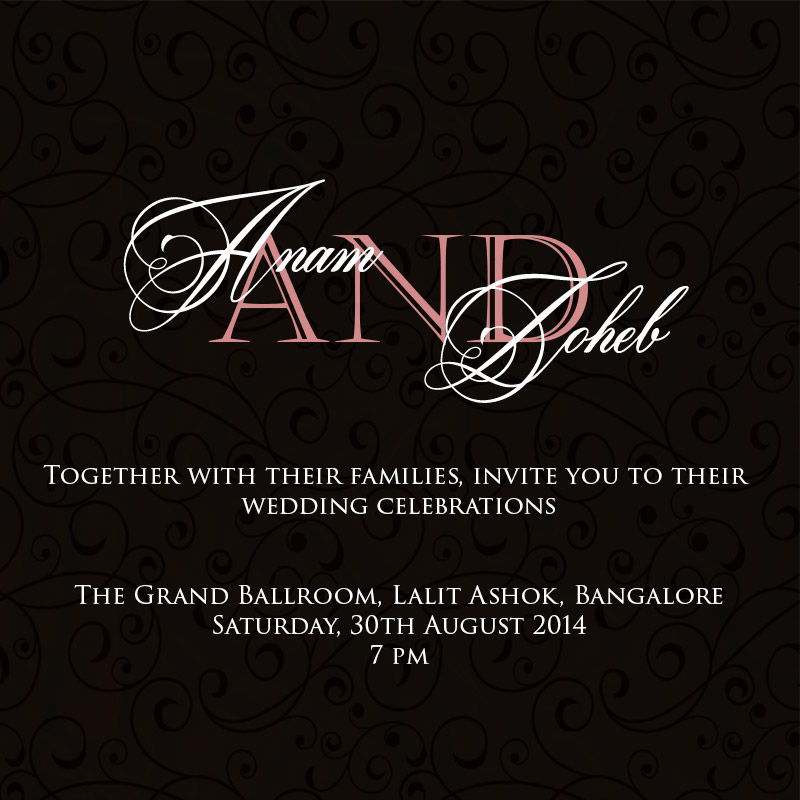 Anam
AND
Zoheb
TOGETHER WITH THEIR FAMILIES, INVITE YOU TO THEIR
WEDDING CELEBRATIONS
THE GRAND BALLROOM, LALIT ASHOK, BANGALORE
SATURDAY, 30TH AUGUST 2014
7 PM